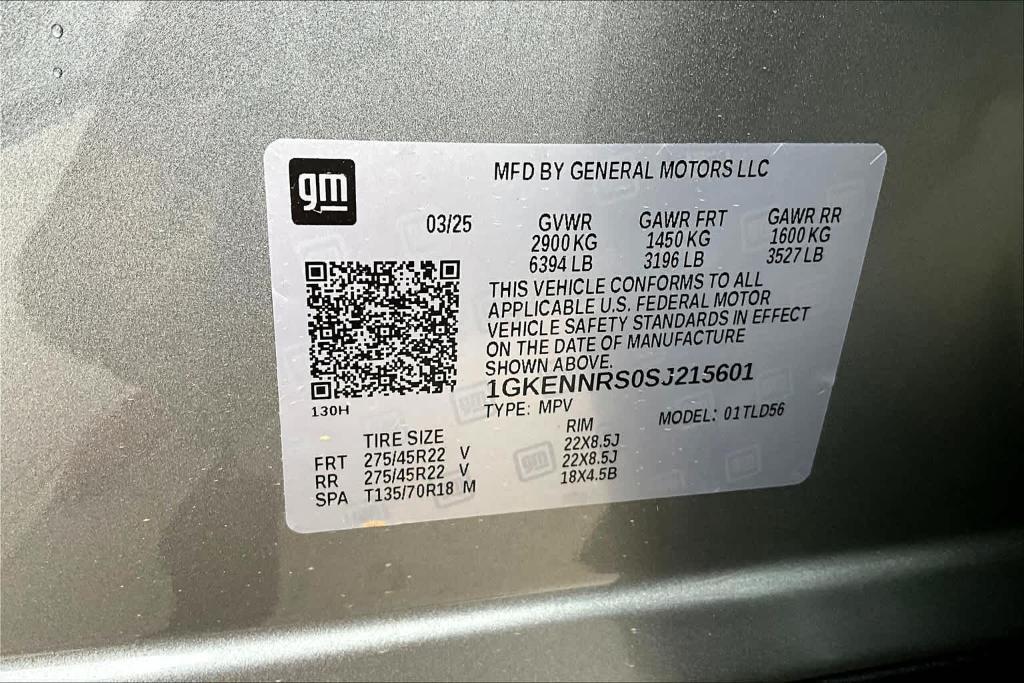 gm
MFD BY GENERAL MOTORS LLC
03/25
GVWR GAWR FRT GAWR RR
2900 KG 1450 KG 1600 KG
6394 LB 3196 LB 3527 LB
THIS VEHICLE CONFORMS TO ALL
APPLICABLE U.S. FEDERAL MOTOR
VEHICLE SAFETY STANDARDS IN EFFECT
ON THE DATE OF MANUFACTURE
SHOWN ABOVE.
1GKENNRS0SJ215601
130H
TYPE: MPV MODEL: 01TLD56
TIRE SIZE RIM
FRT 275/45R22 V 22X8.5J
RR 275/45R22 V 22X8.5J
SPA T135/70R18 M 18X4.5B